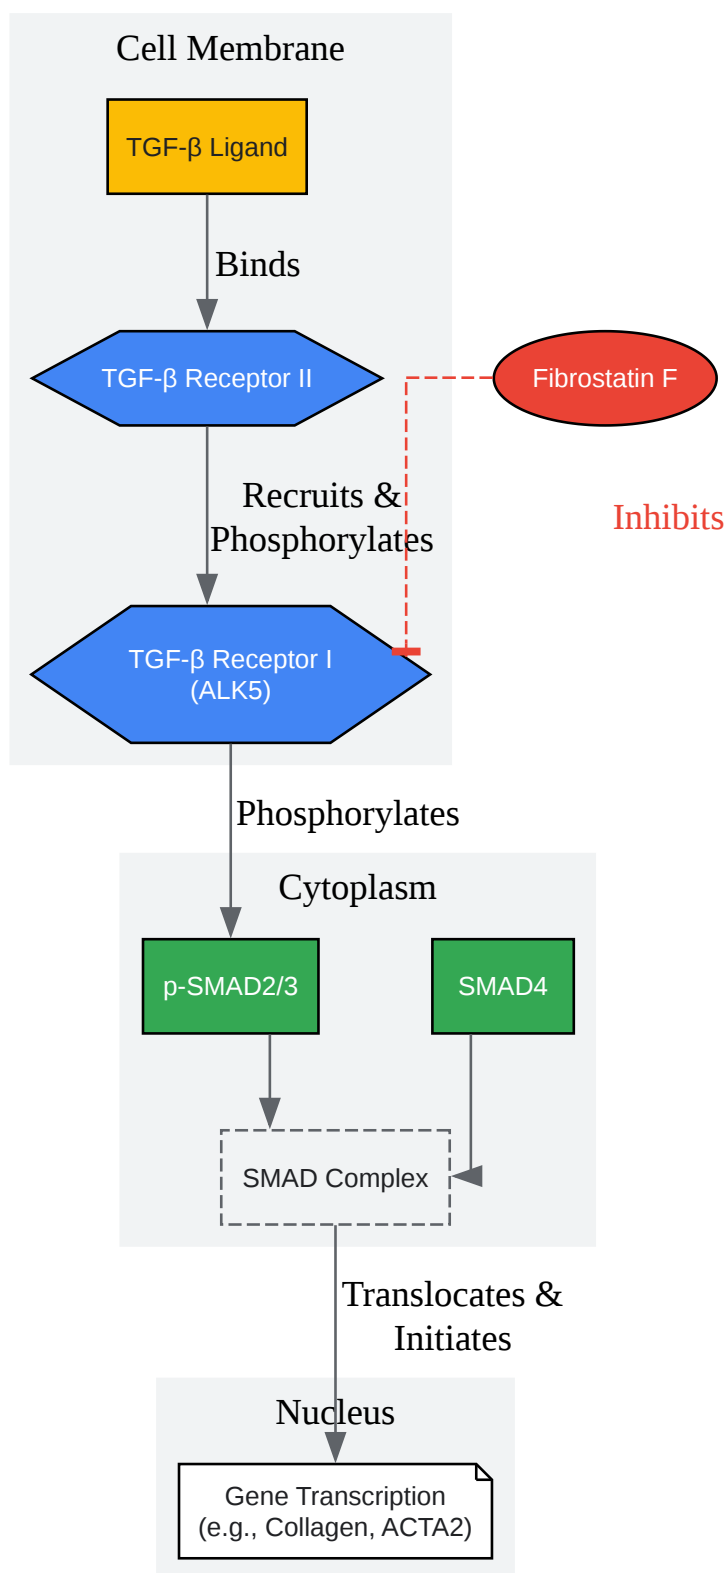 Cell Membrane
TGF-β Ligand
Binds
TGF-β Receptor II
Fibrostatin F
Recruits &
Phosphorylates
Inhibits
TGF-β Receptor I
(ALK5)
Phosphorylates
Cytoplasm
p-SMAD2/3
SMAD4
SMAD Complex
Translocates &
Initiates
Nucleus
Gene Transcription
(e.g., Collagen, ACTA2)